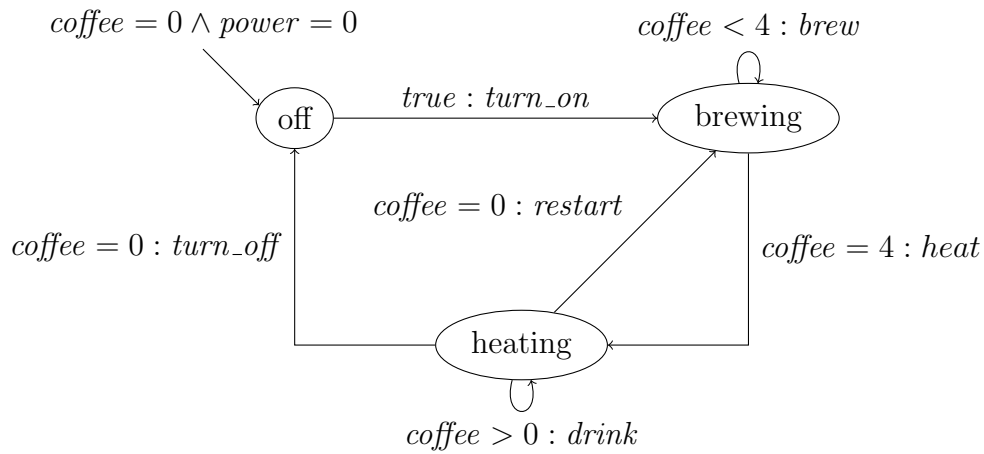 coffee = 0 ∧ power = 0
coffee < 4 : brew
true : turn_on
off
brewing
coffee = 0 : restart
coffee = 0 : turn_off
coffee = 4 : heat
heating
coffee > 0 : drink